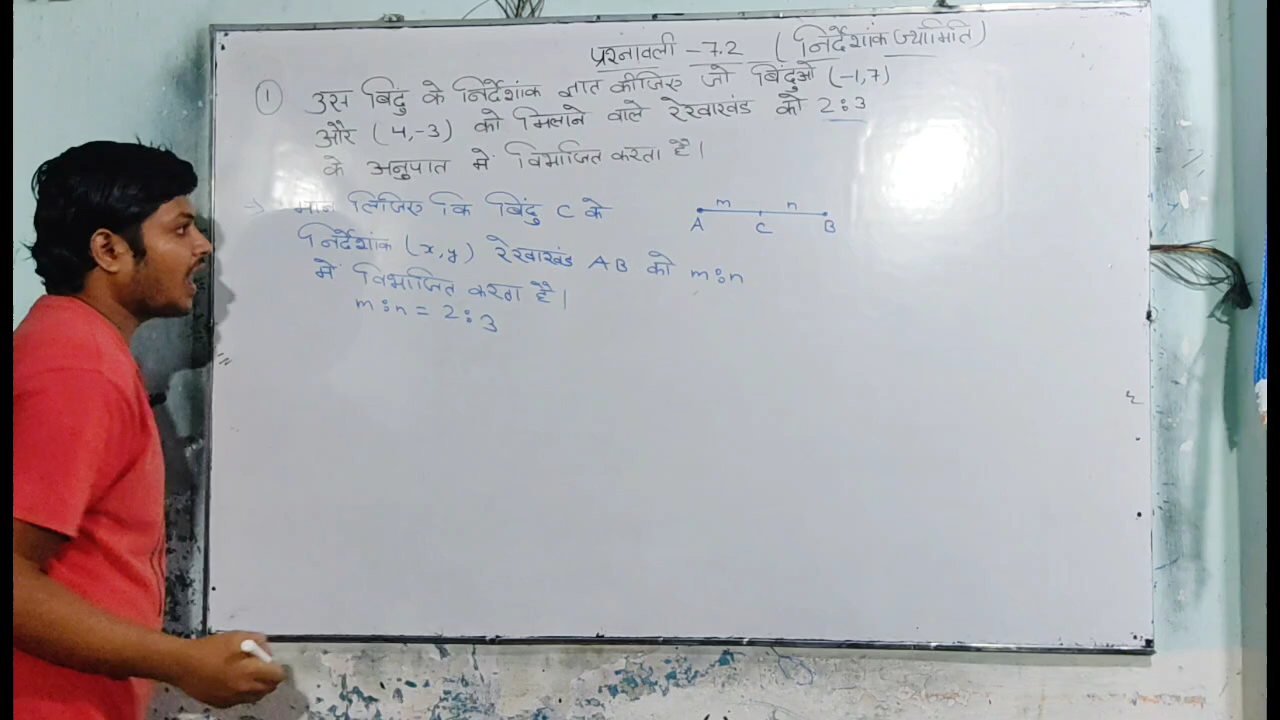 प्रश्नावली - 7.2 (निर्देशांक ज्यामिति)
① उस बिंदु के निर्देशांक ज्ञात कीजिए जो बिंदुओं (-1,7)
और (4,-3) को मिलाने वाले रेखाखंड को 2:3
के अनुपात में विभाजित करता है।
→ मान लिजिए कि बिंदु C के
m n
A C B
निर्देशांक (x,y) रेखाखंड AB को m:n
में विभाजित करता है।
m:n = 2:3